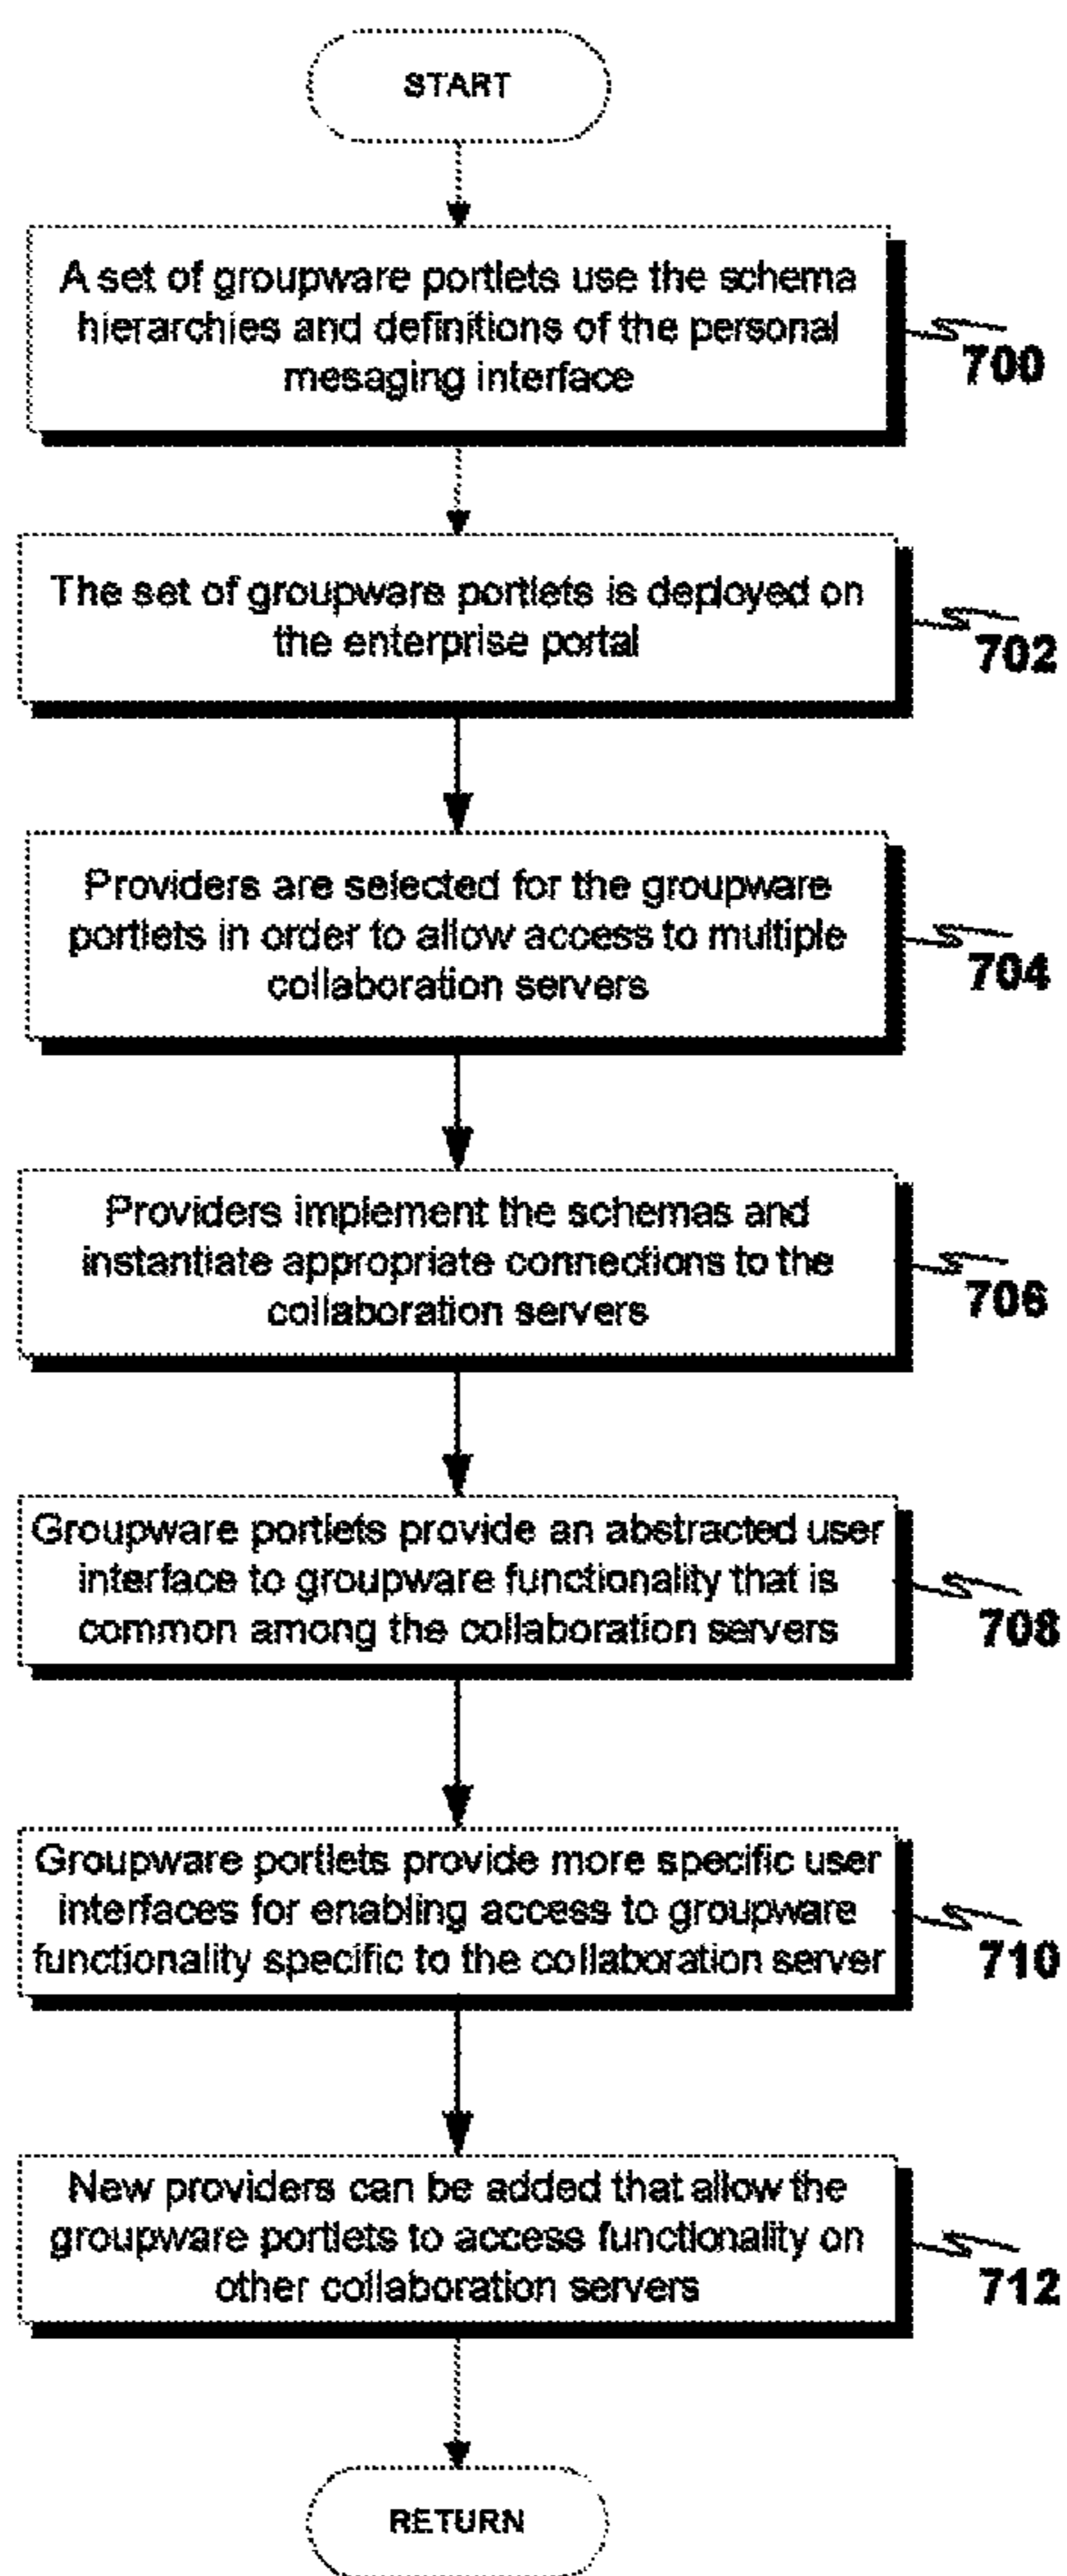 START
A set of groupware portlets use the schema
hierarchies and definitions of the personal
mesaging interface
700
The set of groupware portlets is deployed on
the enterprise portal
702
Providers are selected for the groupware
portlets in order to allow access to multiple
collaboration servers
704
Providers implement the schemas and
instantiate appropriate connections to the
collaboration servers
706
Groupware portlets provide an abstracted user
interface to groupware functionality that is
common among the collaboration servers
708
Groupware portlets provide more specific user
interfaces for enabling access to groupware
functionality specific to the collaboration server
710
New providers can be added that allow the
groupware portlets to access functionality on
other collaboration servers
712
RETURN